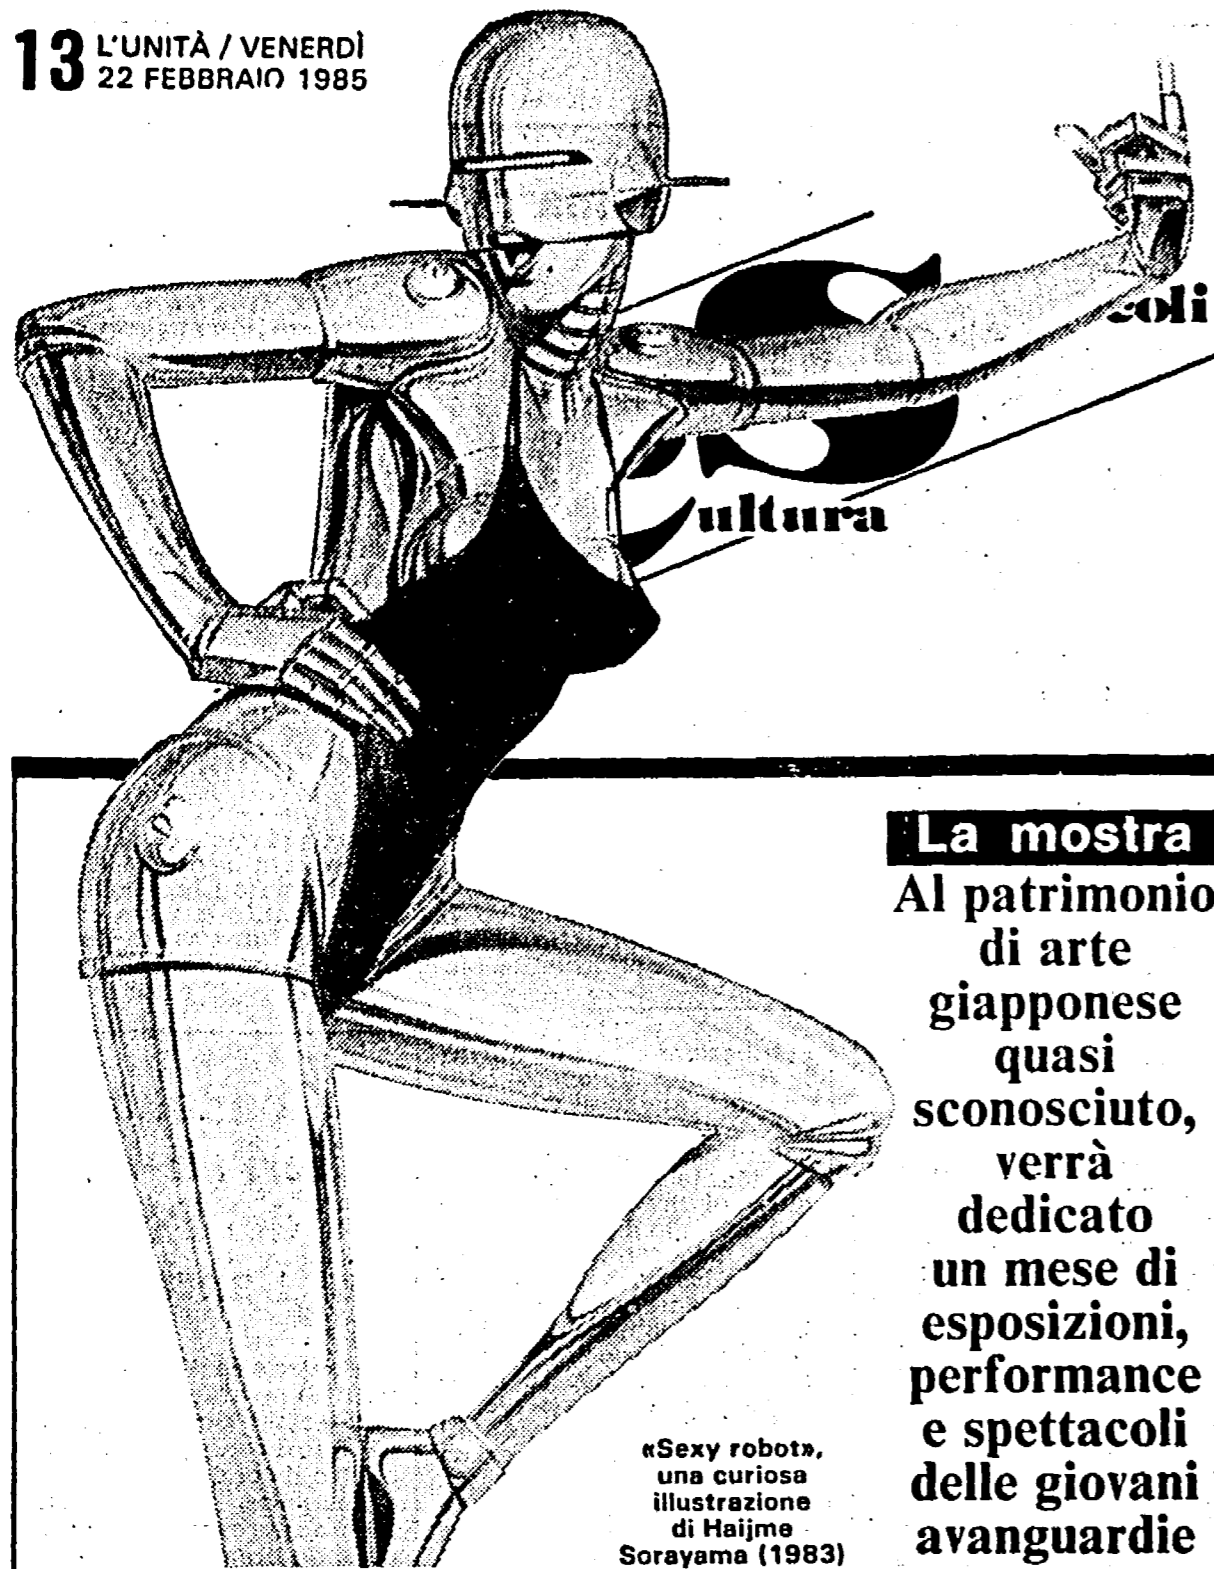 13 L'UNITÀ / VENERDÌ
22 FEBBRAIO 1985
coli
ultura
La mostra
Al patrimonio
di arte
giapponese
quasi
sconosciuto,
verrà
dedicato
un mese di
esposizioni,
performance
e spettacoli
delle giovani
avanguardie
«Sexy robot»,
una curiosa
illustrazione
di Haijme
Sorayama (1983)